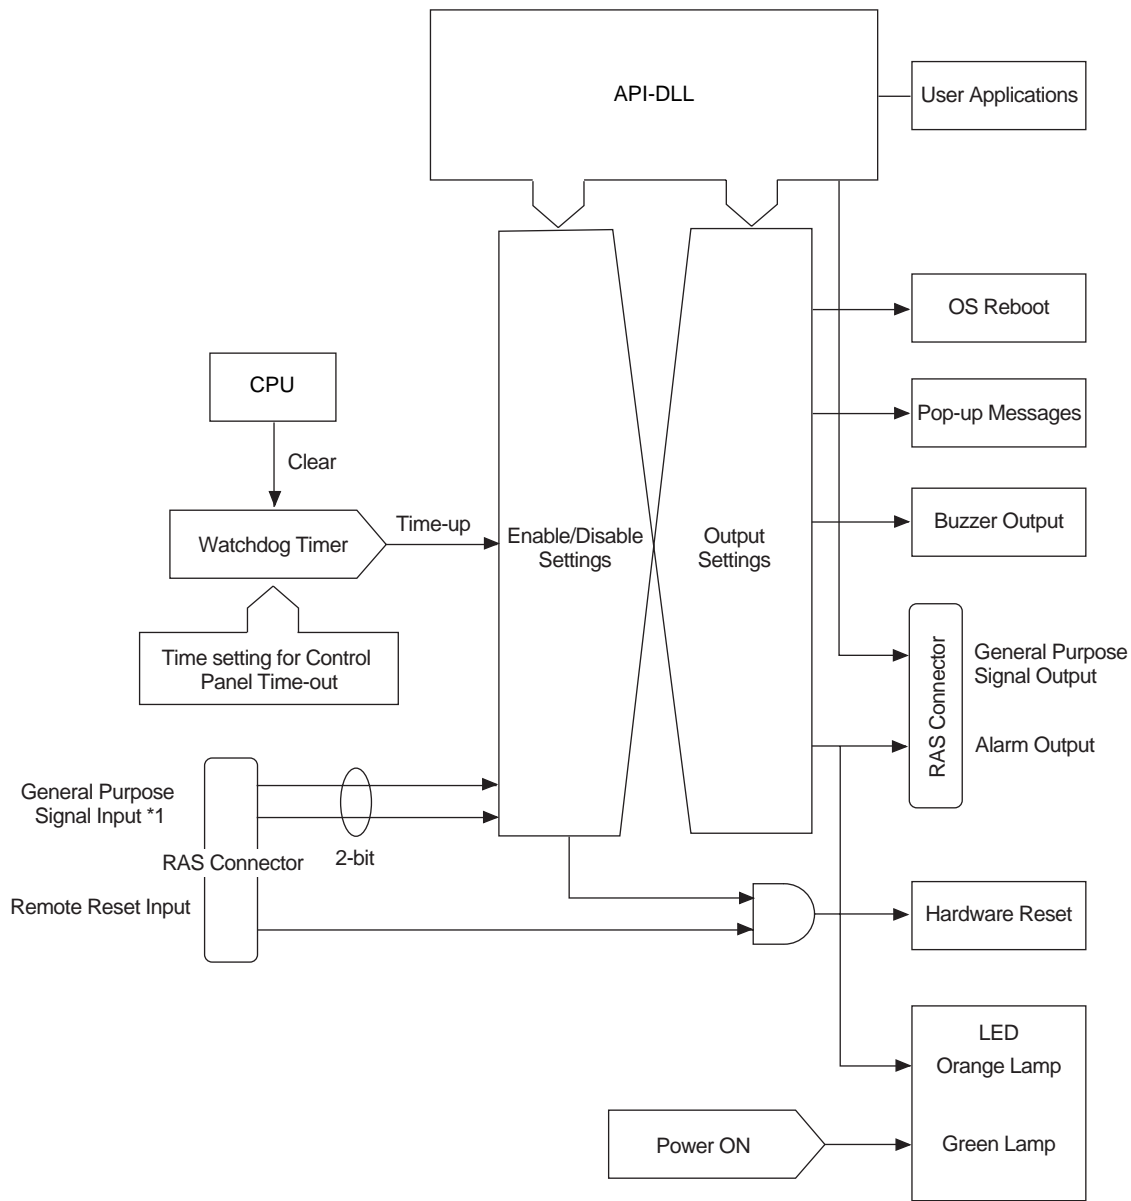 API-DLL
User Applications
OS Reboot
CPU
Pop-up Messages
Clear
Buzzer Output
Time-up
Watchdog Timer
Enable/Disable
Settings
Output
Settings
Time setting for Control
Panel Time-out
RAS Connector
General Purpose
Signal Output
Alarm Output
General Purpose
Signal Input *1
2-bit
RAS Connector
Remote Reset Input
Hardware Reset
LED
Orange Lamp
Power ON
Green Lamp